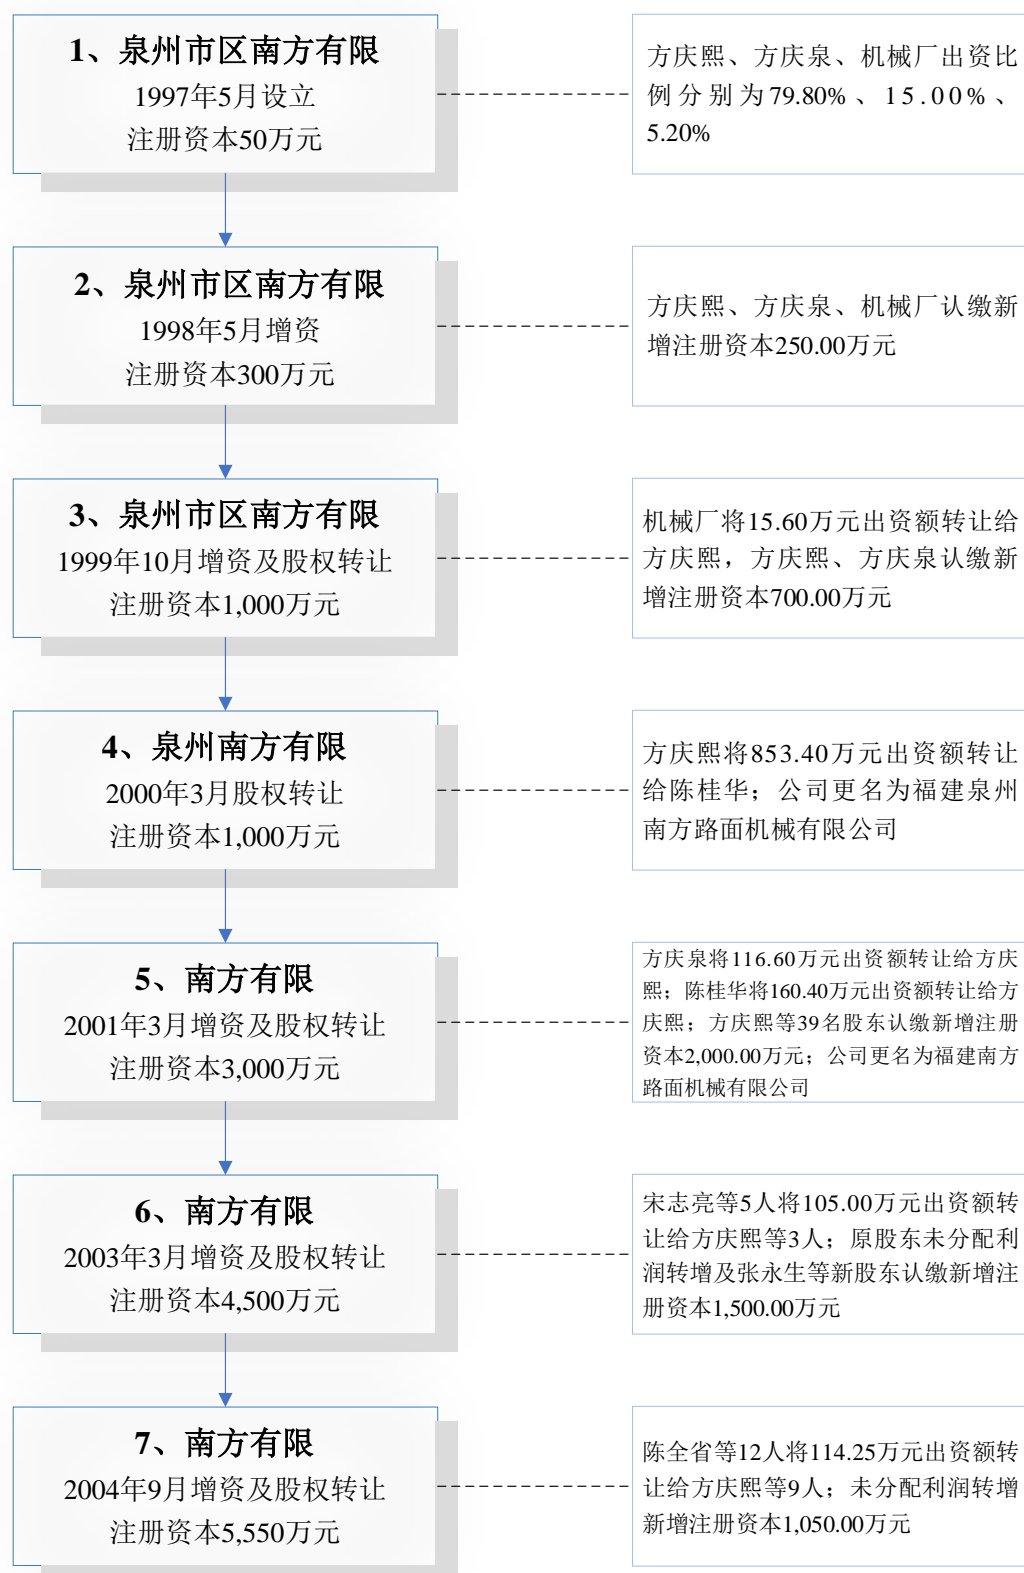 1、泉州市区南方有限
1997年5月设立
注册资本50万元
方庆熙、方庆泉、机械厂出资比
例分别为79.80%、15.00%、
5.20%
2、泉州市区南方有限
1998年5月增资
注册资本300万元
方庆熙、方庆泉、机械厂认缴新
增注册资本250.00万元
3、泉州市区南方有限
1999年10月增资及股权转让
注册资本1,000万元
机械厂将15.60万元出资额转让给
方庆熙，方庆熙、方庆泉认缴新
增注册资本700.00万元
4、泉州南方有限
2000年3月股权转让
注册资本1,000万元
方庆熙将853.40万元出资额转让
给陈桂华；公司更名为福建泉州
南方路面机械有限公司
5、南方有限
2001年3月增资及股权转让
注册资本3,000万元
方庆泉将116.60万元出资额转让给方庆
熙；陈桂华将160.40万元出资额转让给方
庆熙；方庆熙等39名股东认缴新增注册
资本2,000.00万元；公司更名为福建南方
路面机械有限公司
6、南方有限
2003年3月增资及股权转让
注册资本4,500万元
宋志亮等5人将105.00万元出资额转
让给方庆熙等3人；原股东未分配利
润转增及张永生等新股东认缴新增注
册资本1,500.00万元
7、南方有限
2004年9月增资及股权转让
注册资本5,550万元
陈全省等12人将114.25万元出资额转
让给方庆熙等9人；未分配利润转增
新增注册资本1,050.00万元